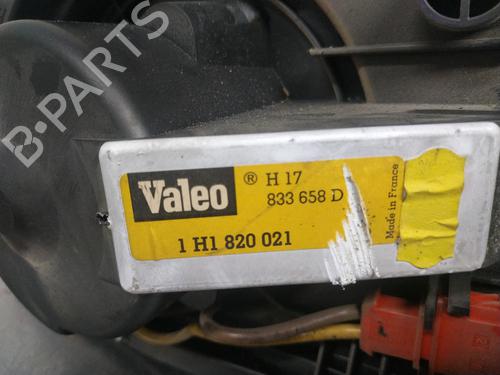 B-PARTS
Valeo ® H 17
833 658 D
1 H1 820 021
Made in France